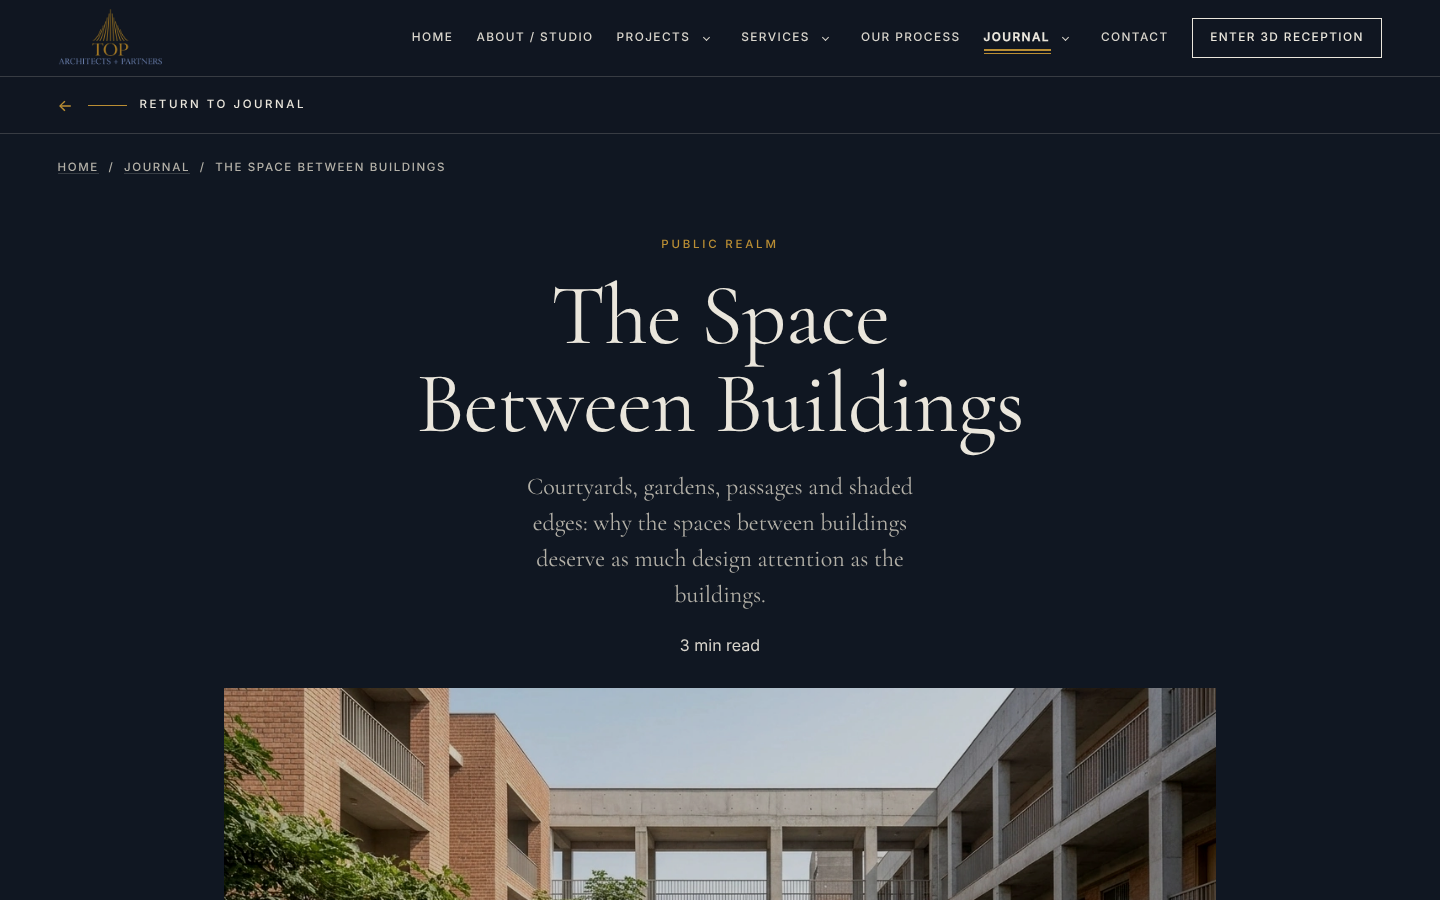 TOP
ARCHITECTS + PARTNERS
HOME
ABOUT / STUDIO
PROJECTS
SERVICES
OUR PROCESS
JOURNAL
CONTACT
ENTER 3D RECEPTION
RETURN TO JOURNAL
HOME / JOURNAL / THE SPACE BETWEEN BUILDINGS
PUBLIC REALM
The Space
Between Buildings
Courtyards, gardens, passages and shaded
edges: why the spaces between buildings
deserve as much design attention as the
buildings.
3 min read